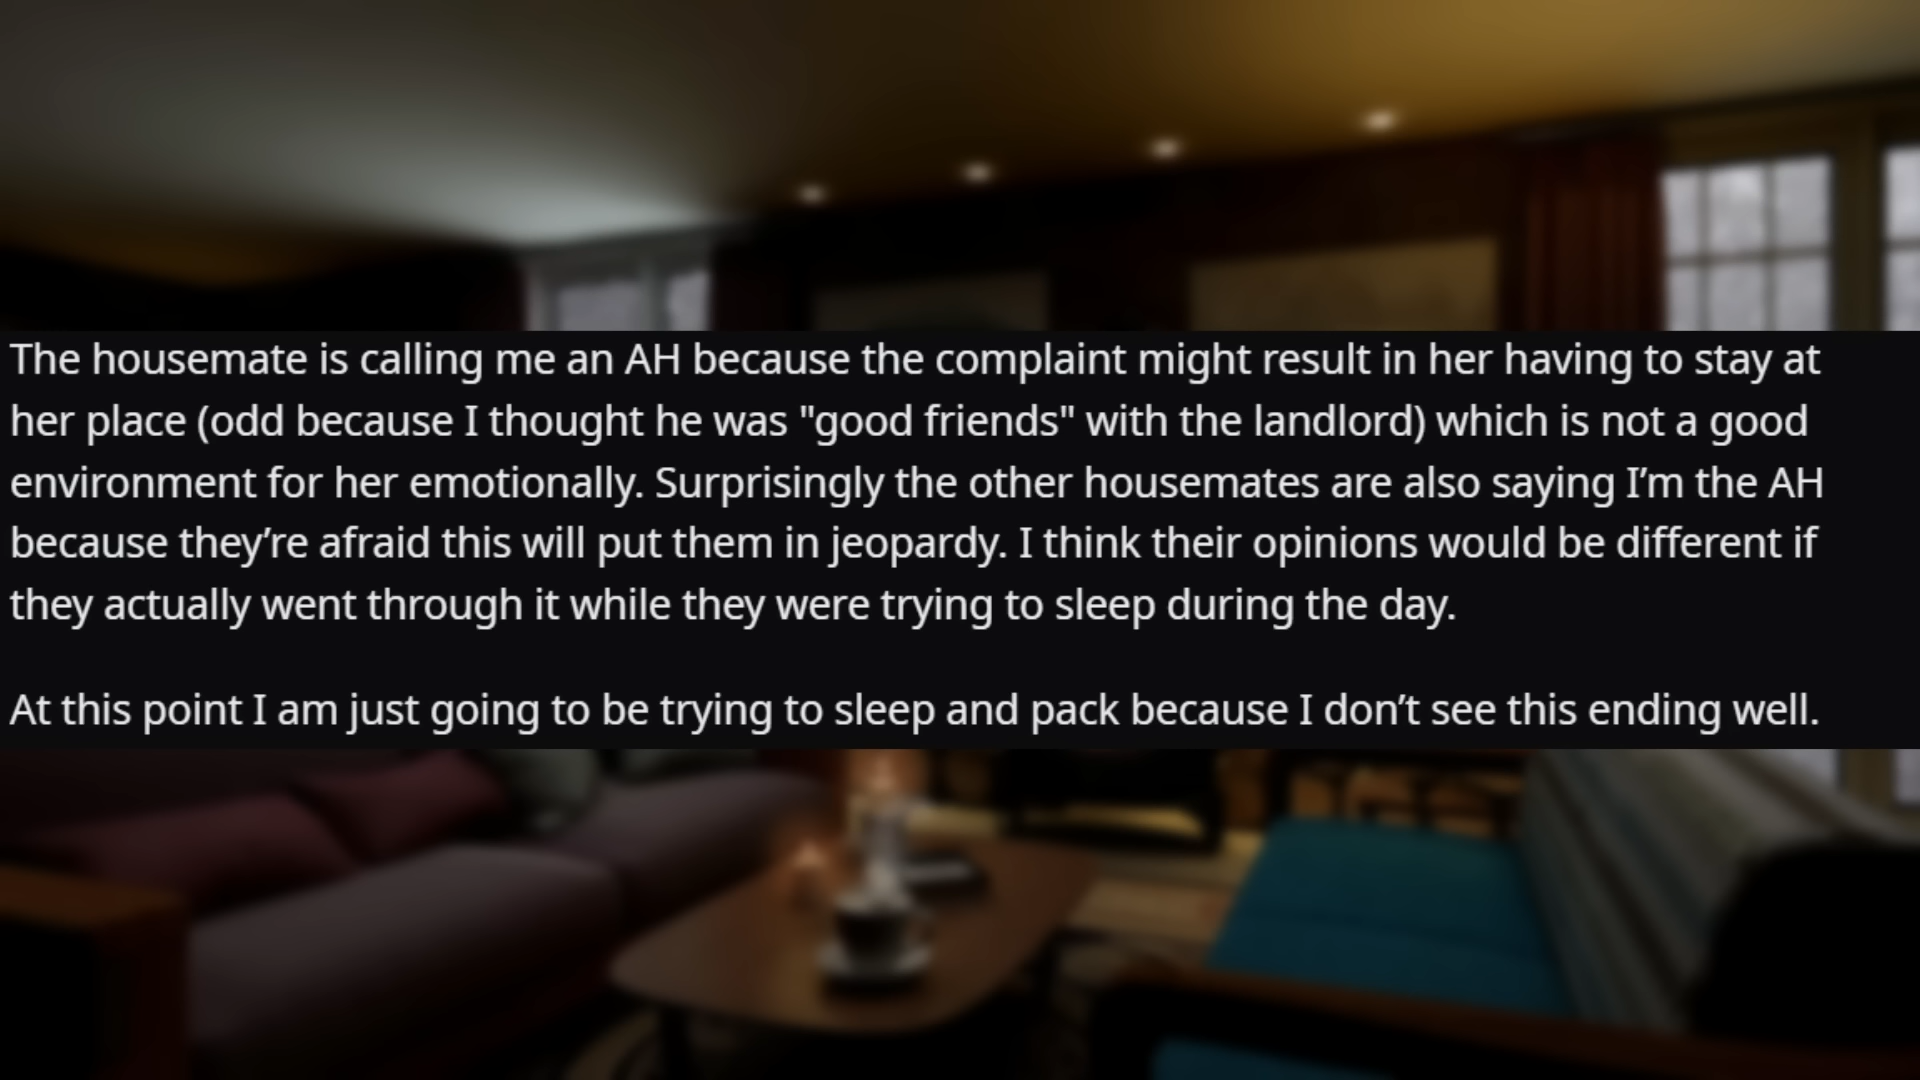 The housemate is calling me an AH because the complaint might result in her having to stay at
her place (odd because I thought he was "good friends" with the landlord) which is not a good
environment for her emotionally. Surprisingly the other housemates are also saying I’m the AH
because they’re afraid this will put them in jeopardy. I think their opinions would be different if
they actually went through it while they were trying to sleep during the day.
At this point I am just going to be trying to sleep and pack because I don’t see this ending well.